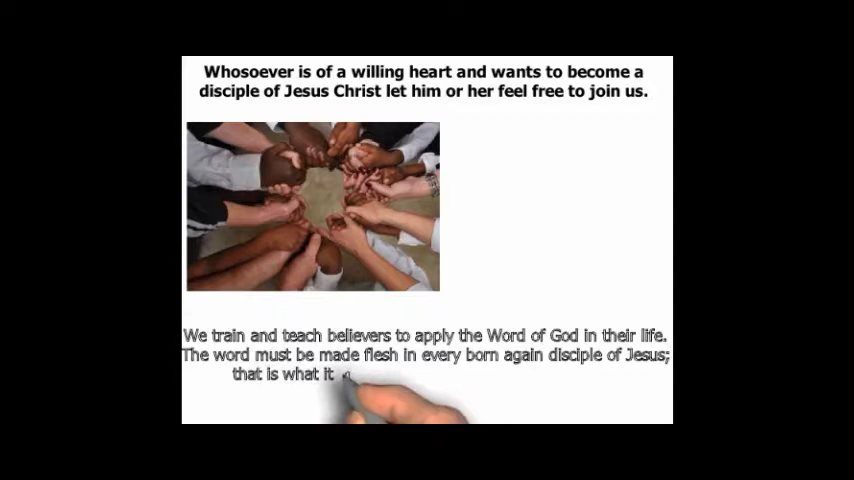 Whosoever is of a willing heart and wants to become a
disciple of Jesus Christ let him or her feel free to join us.
We train and teach believers to apply the Word of God in their life.
The word must be made flesh in every born again disciple of Jesus;
that is what it